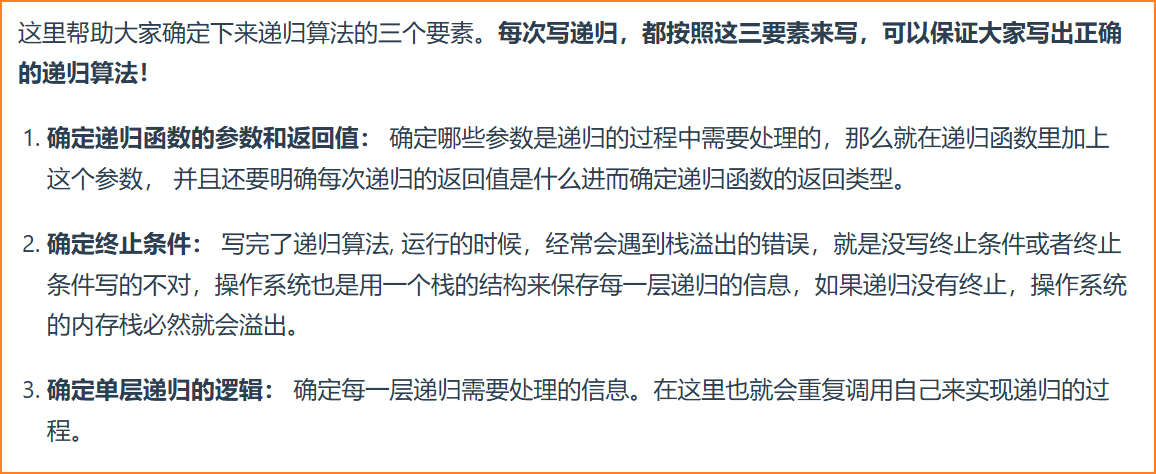 这里帮助大家确定下来递归算法的三个要素。每次写递归，都按照这三要素来写，可以保证大家写出正确
的递归算法！
1. 确定递归函数的参数和返回值： 确定哪些参数是递归的过程中需要处理的，那么就在递归函数里加上
这个参数， 并且还要明确每次递归的返回值是什么进而确定递归函数的返回类型。
2. 确定终止条件： 写完了递归算法, 运行的时候，经常会遇到栈溢出的错误，就是没写终止条件或者终止
条件写的不对，操作系统也是用一个栈的结构来保存每一层递归的信息，如果递归没有终止，操作系统
的内存栈必然就会溢出。
3. 确定单层递归的逻辑： 确定每一层递归需要处理的信息。在这里也就会重复调用自己来实现递归的过
程。